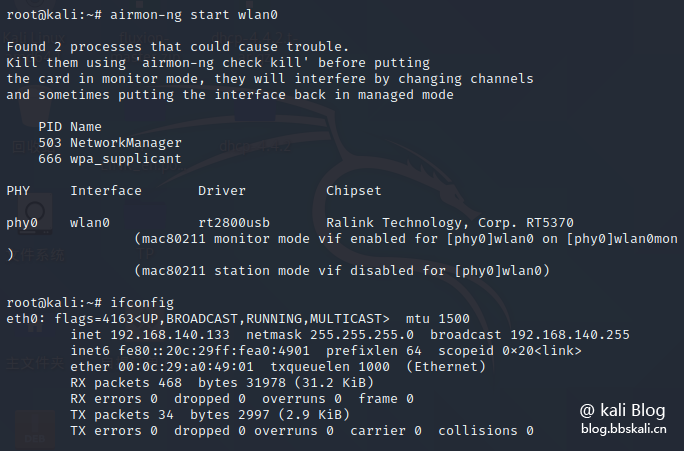 root@kali:~# airmon-ng start wlan0
Found 2 processes that could cause trouble.
Kill them using 'airmon-ng check kill' before putting
the card in monitor mode, they will interfere by changing channels
and sometimes putting the interface back in managed mode
PID Name
503 NetworkManager
666 wpa_supplicant
PHY Interface Driver Chipset
phy0 wlan0 rt2800usb Ralink Technology, Corp. RT5370
(mac80211 monitor mode vif enabled for [phy0]wlan0 on [phy0]wlan0mon
)
(mac80211 station mode vif disabled for [phy0]wlan0)
root@kali:~# ifconfig
eth0: flags=4163<UP,BROADCAST,RUNNING,MULTICAST> mtu 1500
inet 192.168.140.133 netmask 255.255.255.0 broadcast 192.168.140.255
inet6 fe80::20c:29ff:fea0:4901 prefixlen 64 scopeid 0×20<link>
ether 00:0c:29:a0:49:01 txqueuelen 1000 (Ethernet)
RX packets 468 bytes 31978 (31.2 KiB)
RX errors 0 dropped 0 overruns 0 frame 0
TX packets 34 bytes 2997 (2.9 KiB)
TX errors 0 dropped 0 overruns 0 carrier 0 collisions 0
@ kali Blog
blog.bbskali.cn
文件系统
主文件夹